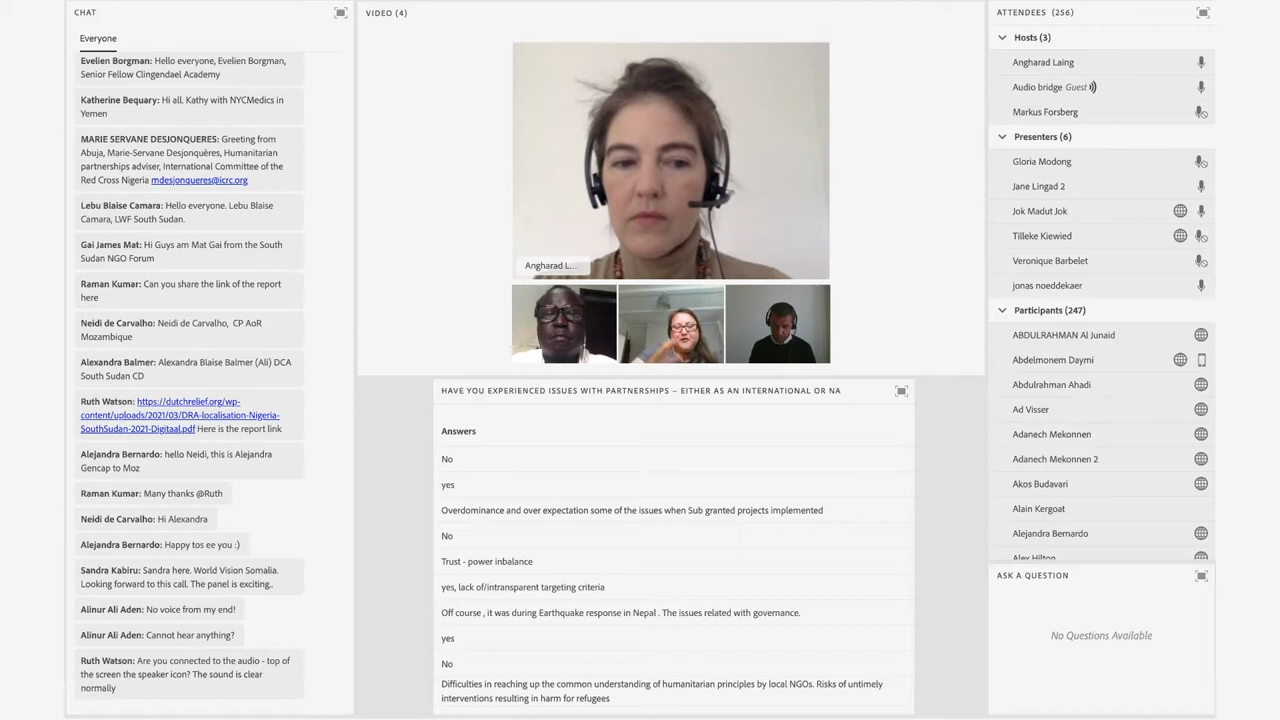 CHAT
Everyone
Evelien Borgman: Hello everyone, Evelien Borgman,
Senior Fellow Clingendael Academy
Katherine Bequary: Hi all. Kathy with NYCMedics in
Yemen
MARIE SERVANE DESJONQUERES: Greeting from
Abuja, Marie-Servane Desjonquères, Humanitarian
partnerships adviser, International Committee of the
Red Cross Nigeria mdesjonqueres@icrc.org
Lebu Blaise Camara: Hello everyone. Lebu Blaise
Camara, LWF South Sudan.
Gai James Mat: Hi Guys am Mat Gai from the South
Sudan NGO Forum
Raman Kumar: Can you share the link of the report
here
Neidi de Carvalho: Neidi de Carvalho, CP AoR
Mozambique
Alexandra Balmer: Alexandra Blaise Balmer (Ali) DCA
South Sudan CD
Ruth Watson: https://dutchrelief.org/wp-
content/uploads/2021/03/DRA-localisation-Nigeria-
SouthSudan-2021-Digitaal.pdf Here is the report link
Alejandra Bernardo: hello Neidi, this is Alejandra
Gencap to Moz
Raman Kumar: Many thanks @Ruth
Neidi de Carvalho: Hi Alexandra
Alejandra Bernardo: Happy tos ee you :)
Sandra Kabiru: Sandra here. World Vision Somalia.
Looking forward to this call. The panel is exciting..
Alinur Ali Aden: No voice from my end!
Alinur Ali Aden: Cannot hear anything?
Ruth Watson: Are you connected to the audio - top of
the screen the speaker icon? The sound is clear
normally
VIDEO (4)
Angharad L...
HAVE YOU EXPERIENCED ISSUES WITH PARTNERSHIPS – EITHER AS AN INTERNATIONAL OR NA
Answers
No
yes
Overdominance and over expectation some of the issues when Sub granted projects implemented
No
Trust - power inbalance
yes, lack of/intransparent targeting criteria
Off course , it was during Earthquake response in Nepal . The issues related with governance.
yes
No
Difficulties in reaching up the common understanding of humanitarian principles by local NGOs. Risks of untimely
interventions resulting in harm for refugees
ATTENDEES (256)
Hosts (3)
Angharad Laing
Audio bridge Guest
Markus Forsberg
Presenters (6)
Gloria Modong
Jane Lingad 2
Jok Madut Jok
Tilleke Kiewied
Veronique Barbelet
jonas noeddekaer
Participants (247)
ABDULRAHMAN Al Junaid
Abdelmonem Daymi
Abdulrahman Ahadi
Ad Visser
Adanech Mekonnen
Adanech Mekonnen 2
Akos Budavari
Alain Kergoat
Alejandra Bernardo
Alex Hilton
ASK A QUESTION
No Questions Available